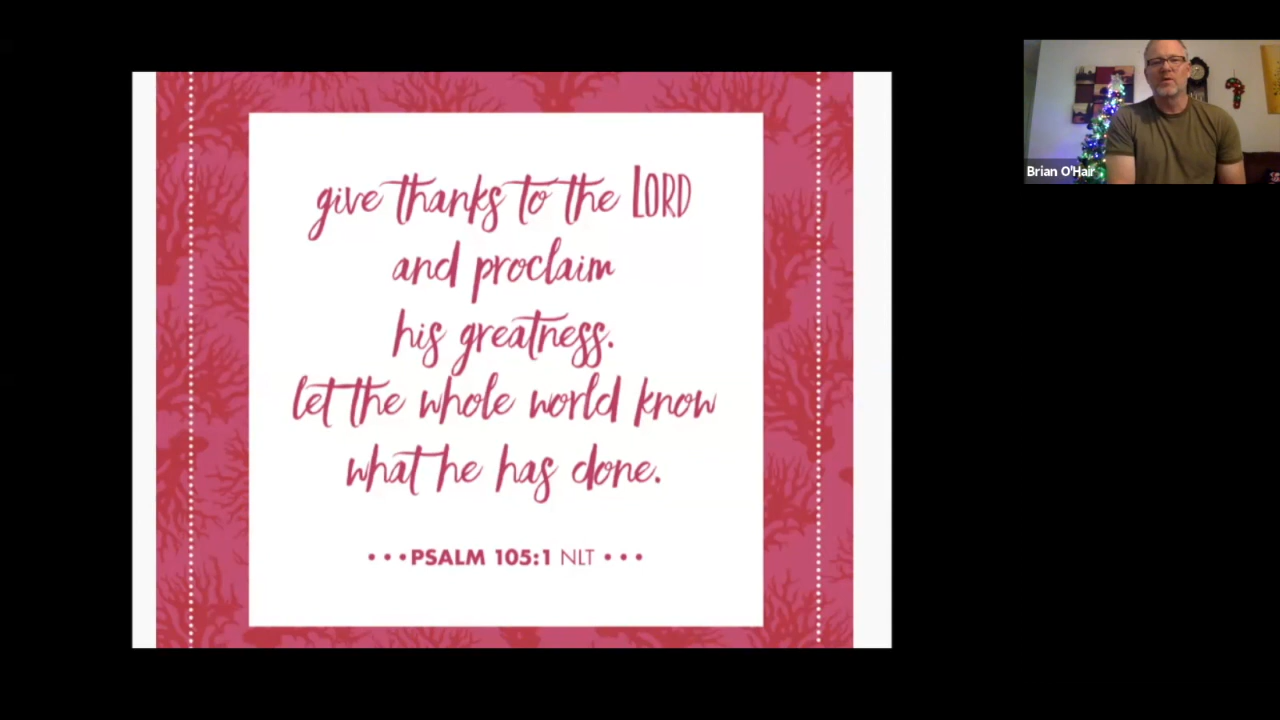 give thanks to the LORD
and proclaim
his greatness.
let the whole world know
what he has done.
•••PSALM 105:1 NLT•••
Brian O'Hair